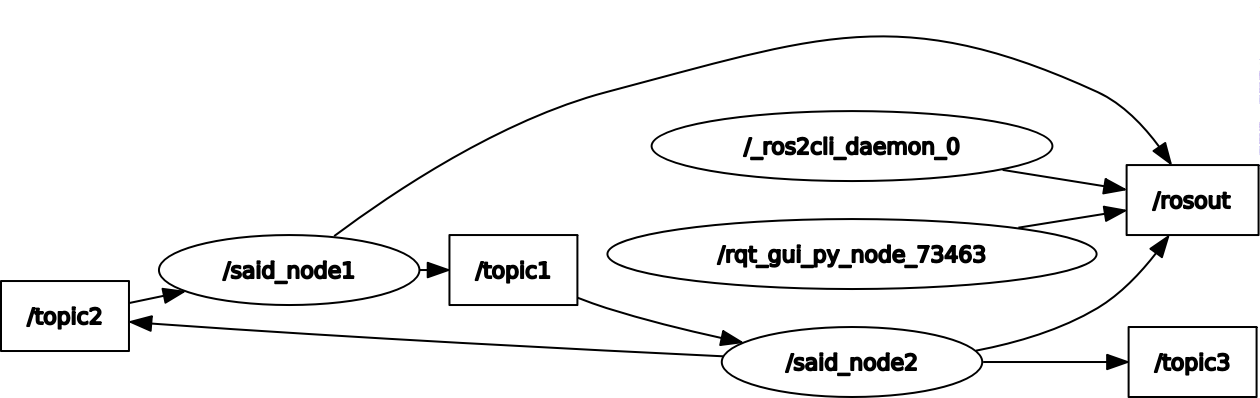 /_ros2cli_daemon_0
/rosout
/rqt_gui_py_node_73463
/said_node1
/topic1
/topic2
/said_node2
/topic3